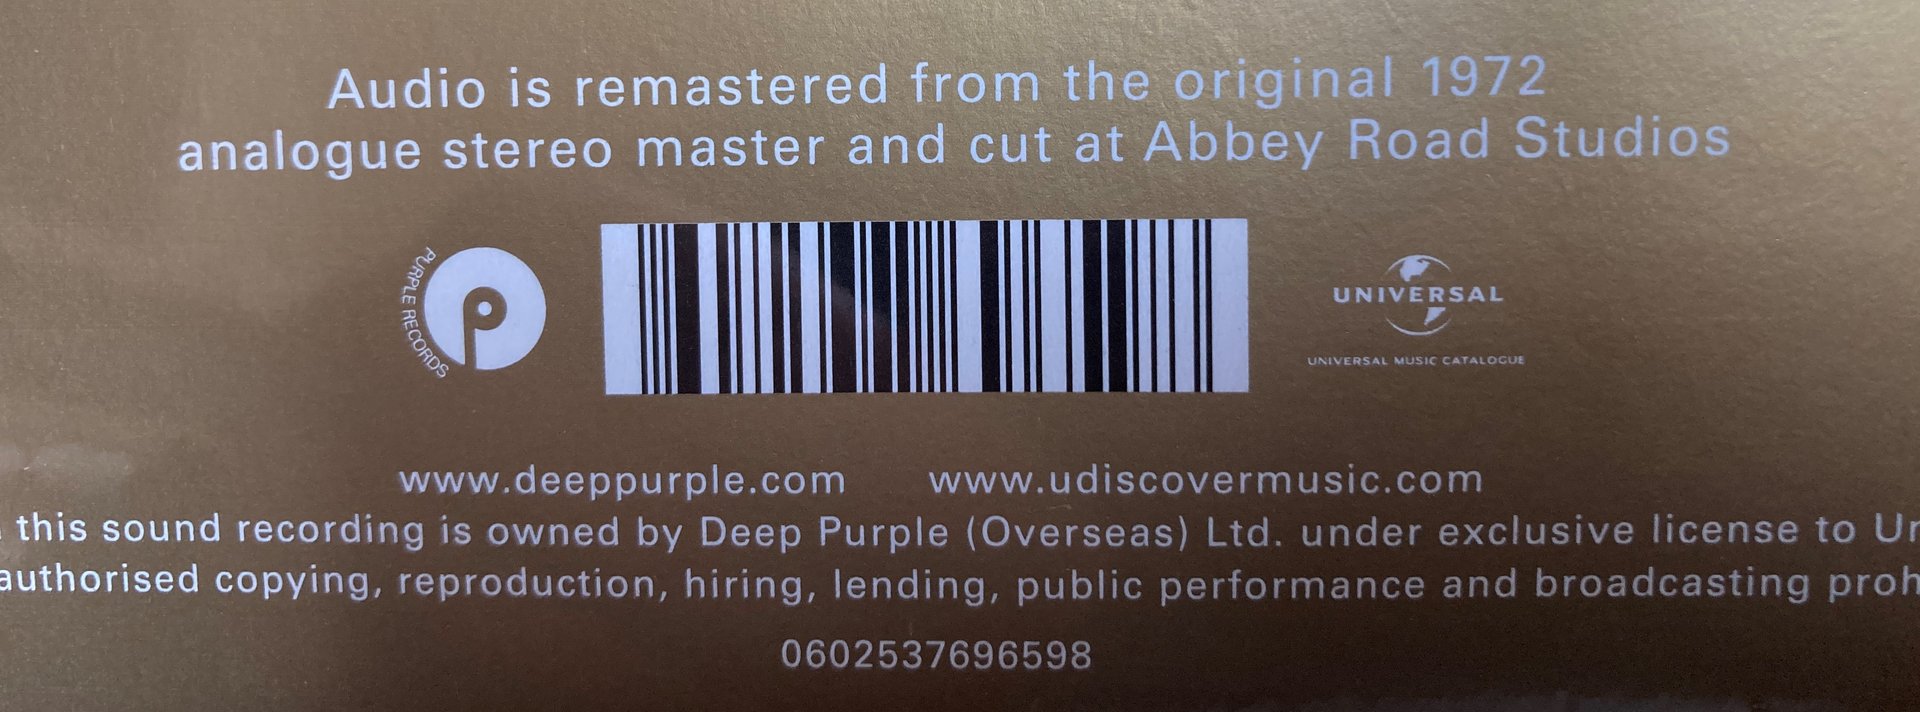 Audio is remastered from the original 1972
analogue stereo master and cut at Abbey Road Studios
PURPLE RECORDS
UNIVERSAL
UNIVERSAL MUSIC CATALOGUE
www.deeppurple.com www.udiscovermusic.com
this sound recording is owned by Deep Purple (Overseas) Ltd. under exclusive license to Un
authorised copying, reproduction, hiring, lending, public performance and broadcasting proh
0602537696598